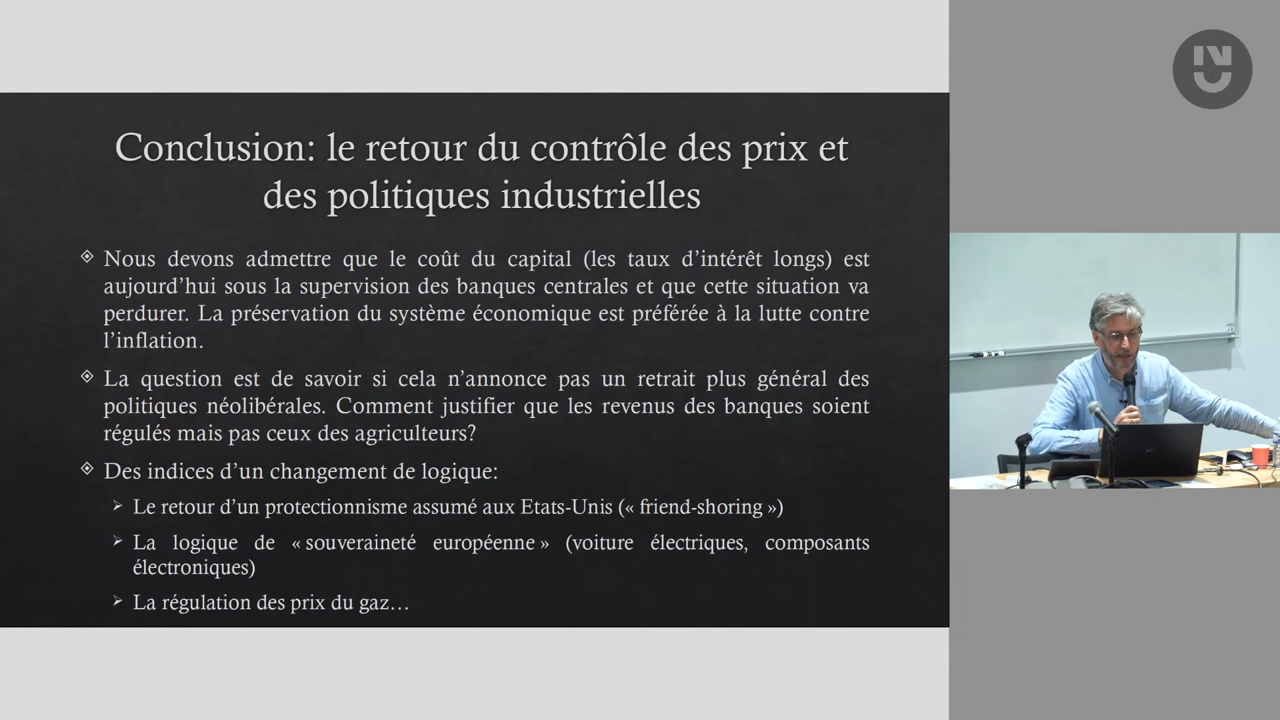 Conclusion: le retour du contrôle des prix et
des politiques industrielles
Nous devons admettre que le coût du capital (les taux d'intérêt longs) est
aujourd'hui sous la supervision des banques centrales et que cette situation va
perdurer. La préservation du système économique est préférée à la lutte contre
l'inflation.
La question est de savoir si cela n'annonce pas un retrait plus général des
politiques néolibérales. Comment justifier que les revenus des banques soient
régulés mais pas ceux des agriculteurs?
Des indices d'un changement de logique:
Le retour d'un protectionnisme assumé aux Etats-Unis (« friend-shoring »)
La logique de « souveraineté européenne » (voiture électriques, composants
électroniques)
La régulation des prix du gaz…
INU